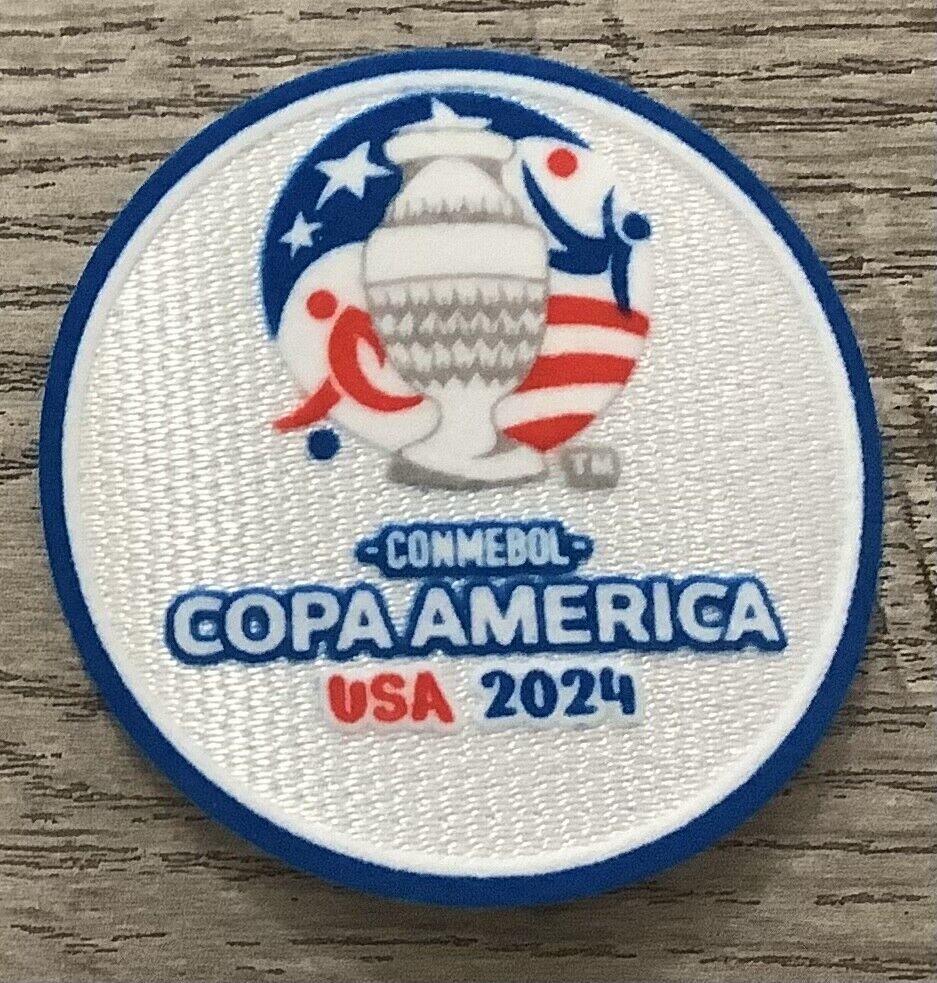 TM
-CONMEBOL-
COPA AMERICA
USA 2024